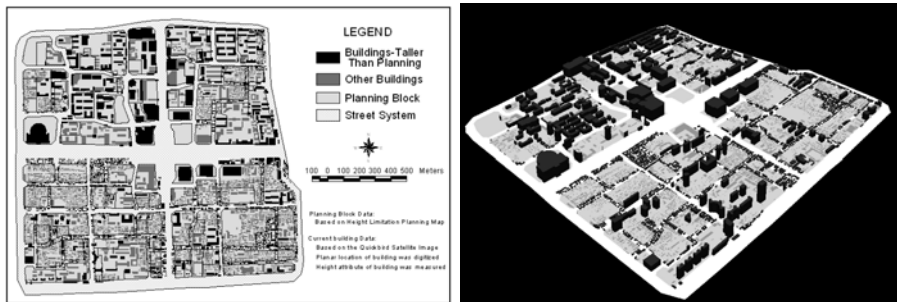 LEGEND
Buildings-Taller
Than Planning
Other Buildings
Planning Block
Street System
100 0 100 200 300 400 500 Meters
Planning Block Data:
Based on Height Limitation Planning Map
Current building Data:
Based on the Quickbird Satellite Image
Planar location of building was digitized
Height attribute of building was measured